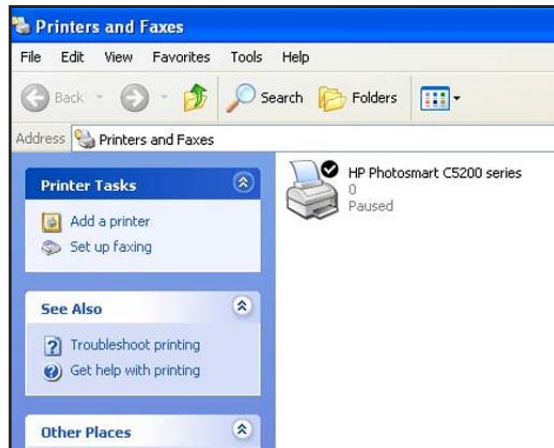 Printers and Faxes
File Edit View Favorites Tools Help
Back Search Folders
Address Printers and Faxes
Printer Tasks
Add a printer
Set up faxing
See Also
Troubleshoot printing
Get help with printing
Other Places
HP Photosmart C5200 series
0
Paused